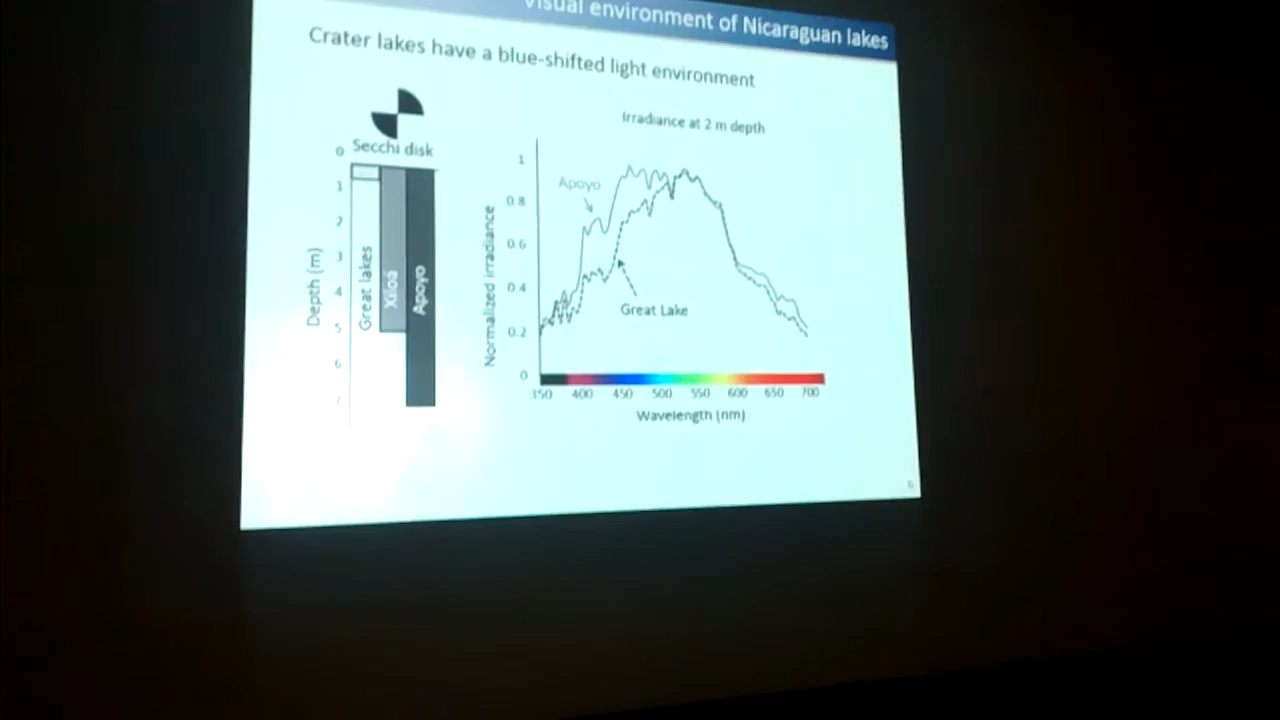 Visual environment of Nicaraguan lakes
Crater lakes have a blue-shifted light environment
Secchi disk
Depth (m)
0
1
2
3
4
5
6
7
Great lakes
Xiloá
Apoyo
Irradiance at 2 m depth
Normalized irradiance
1
0.8
0.6
0.4
0.2
0
Apoyo
Great Lake
350 400 450 500 550 600 650 700
Wavelength (nm)
6